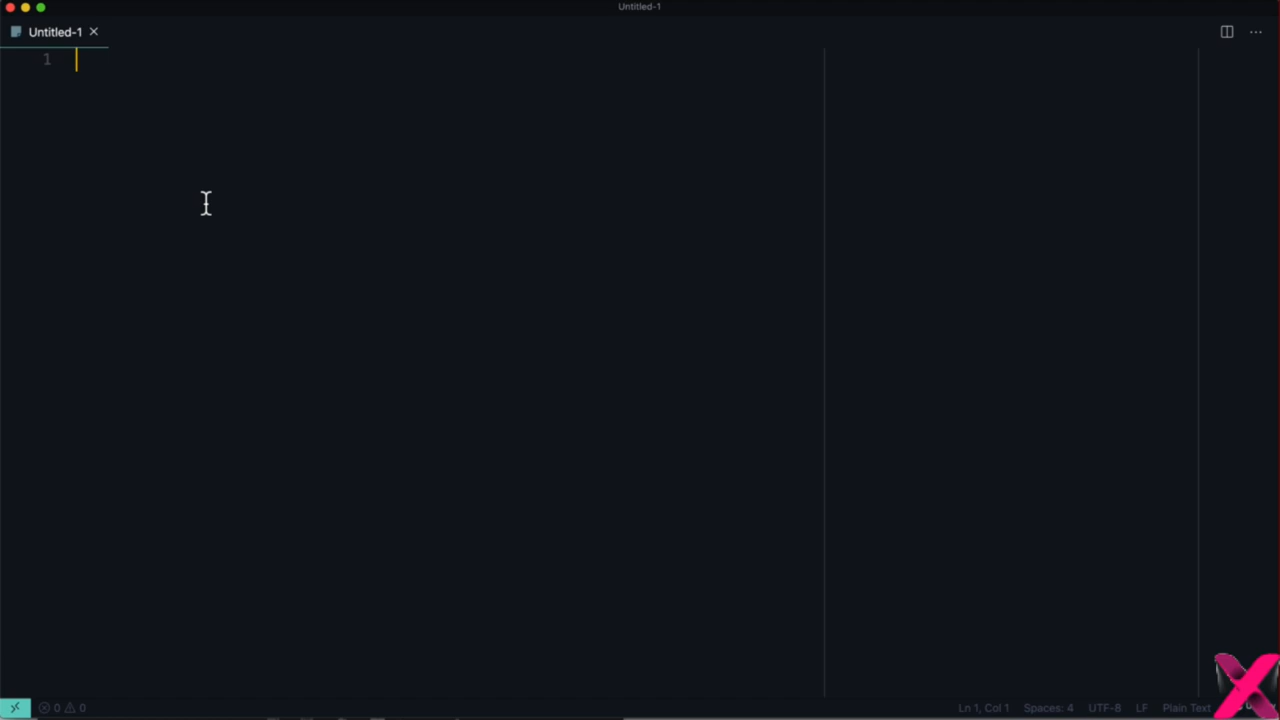 Untitled-1
Untitled-1
1
0 0
Ln 1, Col 1 Spaces: 4 UTF-8 LF Plain Text
X